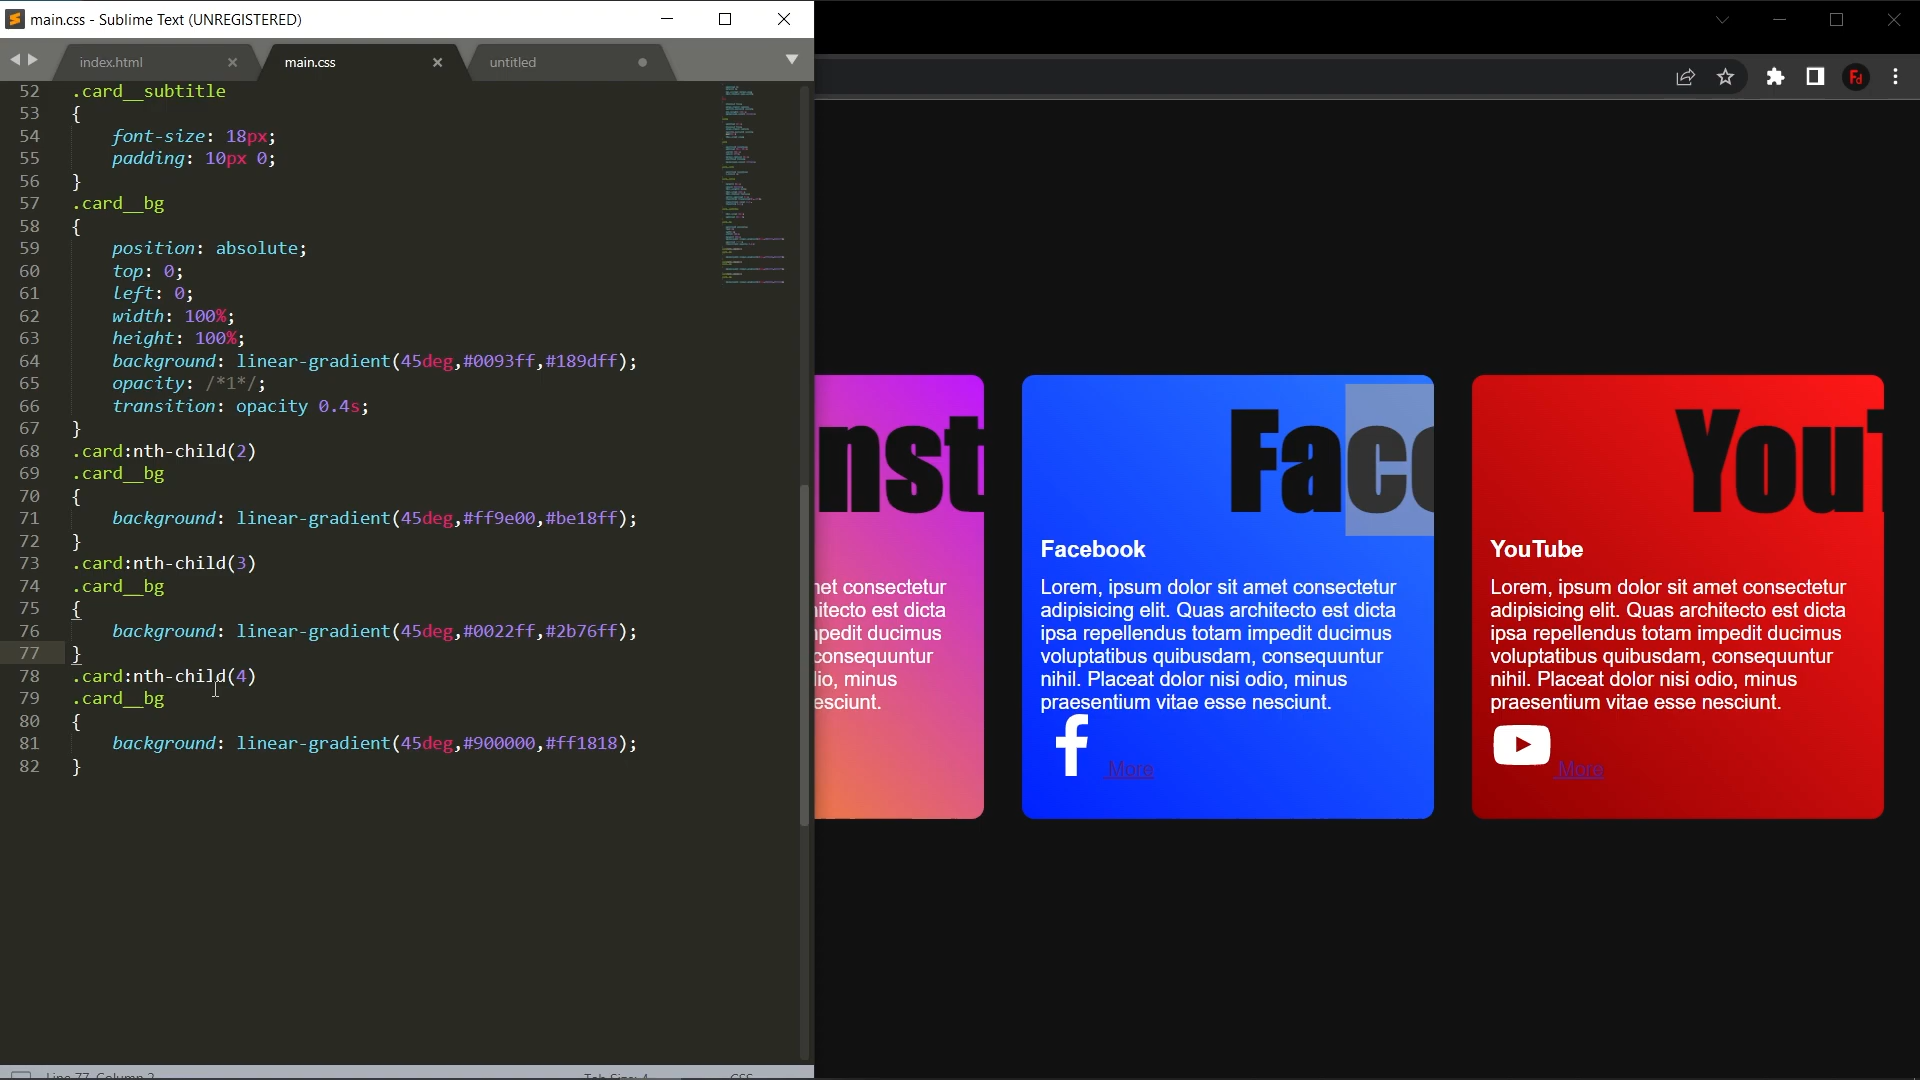 main.css - Sublime Text (UNREGISTERED)
index.html
main.css
untitled
52 .card__subtitle
53 {
54 font-size: 18px;
55 padding: 10px 0;
56 }
57 .card__bg
58 {
59 position: absolute;
60 top: 0;
61 left: 0;
62 width: 100%;
63 height: 100%;
64 background: linear-gradient(45deg,#0093ff,#189dff);
65 opacity: /*1*/;
66 transition: opacity 0.4s;
67 }
68 .card:nth-child(2)
69 .card__bg
70 {
71 background: linear-gradient(45deg,#ff9e00,#be18ff);
72 }
73 .card:nth-child(3)
74 .card__bg
75 {
76 background: linear-gradient(45deg,#0022ff,#2b76ff);
77 }
78 .card:nth-child(4)
79 .card__bg
80 {
81 background: linear-gradient(45deg,#900000,#ff1818);
82 }
Fd
nst
consectetur
est dicta
ducimus
consequuntur
minus
Fac
Facebook
Lorem, ipsum dolor sit amet consectetur
adipisicing elit. Quas architecto est dicta
ipsa repellendus totam impedit ducimus
voluptatibus quibusdam, consequuntur
nihil. Placeat dolor nisi odio, minus
praesentium vitae esse nesciunt.
More
You
YouTube
Lorem, ipsum dolor sit amet consectetur
adipisicing elit. Quas architecto est dicta
ipsa repellendus totam impedit ducimus
voluptatibus quibusdam, consequuntur
nihil. Placeat dolor nisi odio, minus
praesentium vitae esse nesciunt.
More